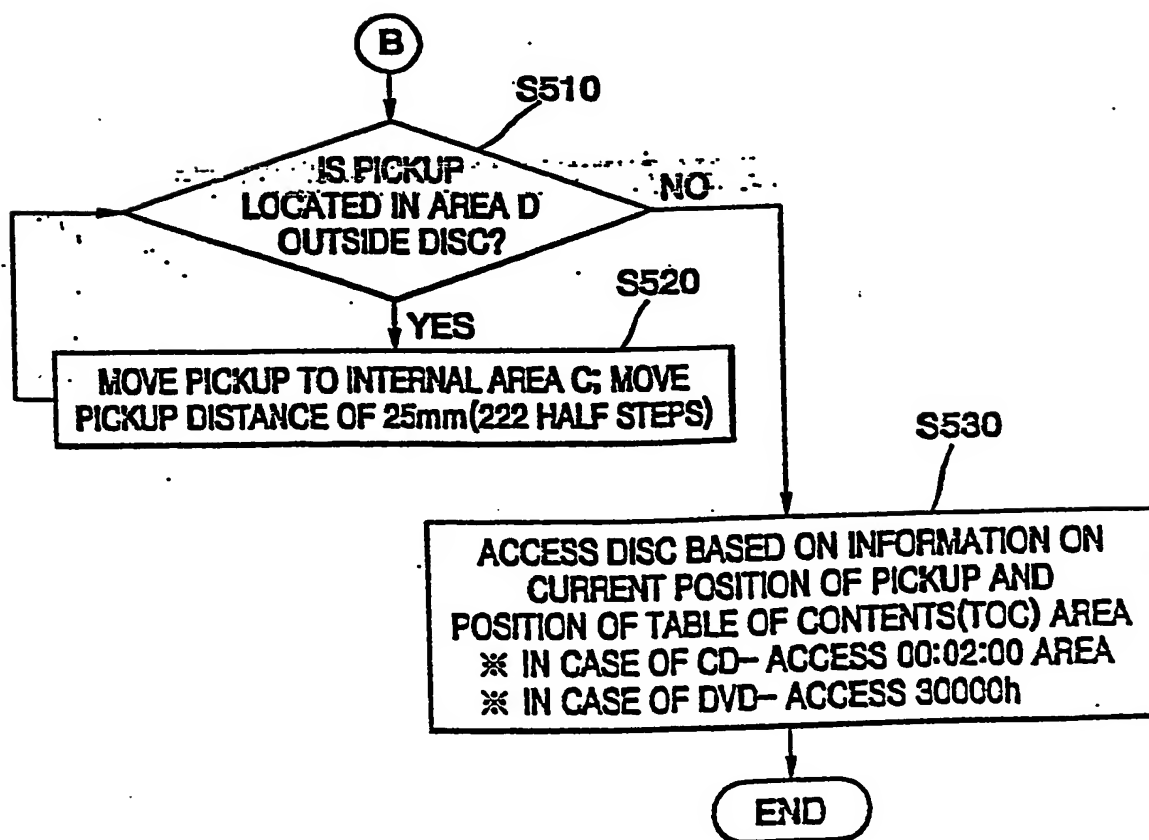 B
S510
IS PICKUP
LOCATED IN AREA D
OUTSIDE DISC?
NO
YES
S520
MOVE PICKUP TO INTERNAL AREA C; MOVE
PICKUP DISTANCE OF 25mm(222 HALF STEPS)
S530
ACCESS DISC BASED ON INFORMATION ON
CURRENT POSITION OF PICKUP AND
POSITION OF TABLE OF CONTENTS(TOC) AREA
※ IN CASE OF CD– ACCESS 00:02:00 AREA
※ IN CASE OF DVD– ACCESS 30000h
END